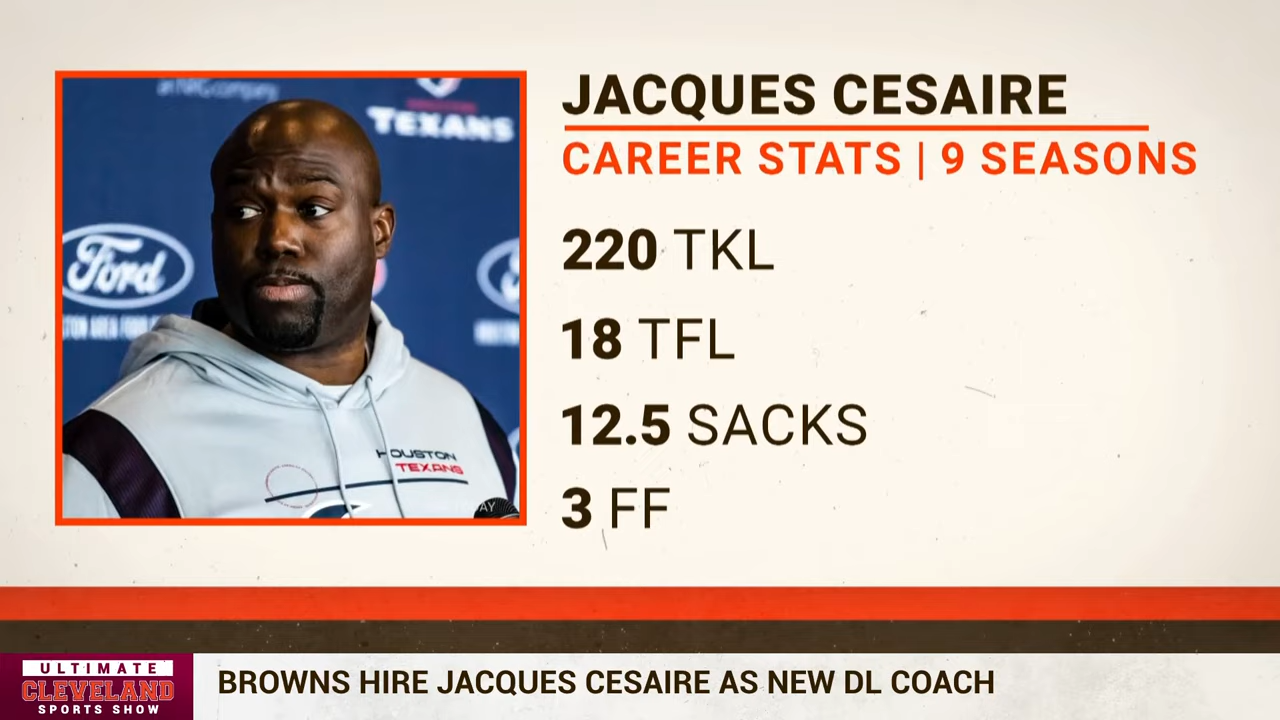 JACQUES CESAIRE
CAREER STATS | 9 SEASONS
220 TKL
18 TFL
12.5 SACKS
3 FF
TEXANS
Ford
Ford
HOUSTON
TEXANS
ULTIMATE
CLEVELAND
SPORTS SHOW
BROWNS HIRE JACQUES CESAIRE AS NEW DL COACH